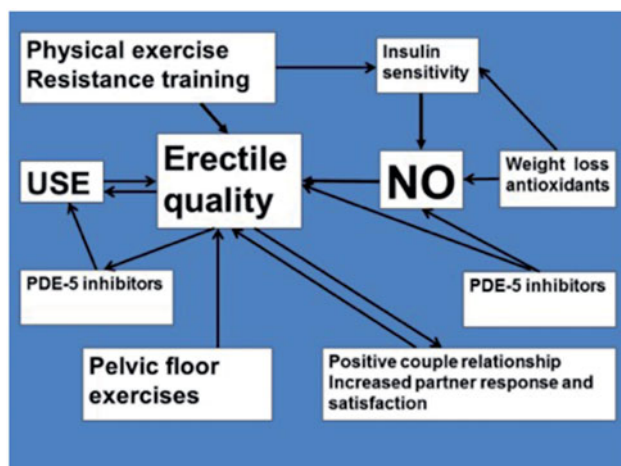 Physical exercise
Resistance training
Insulin
sensitivity
Erectile
quality
USE
NO
Weight loss
antioxidants
PDE-5 inhibitors
PDE-5 inhibitors
Pelvic floor
exercises
Positive couple relationship
Increased partner response and
satisfaction